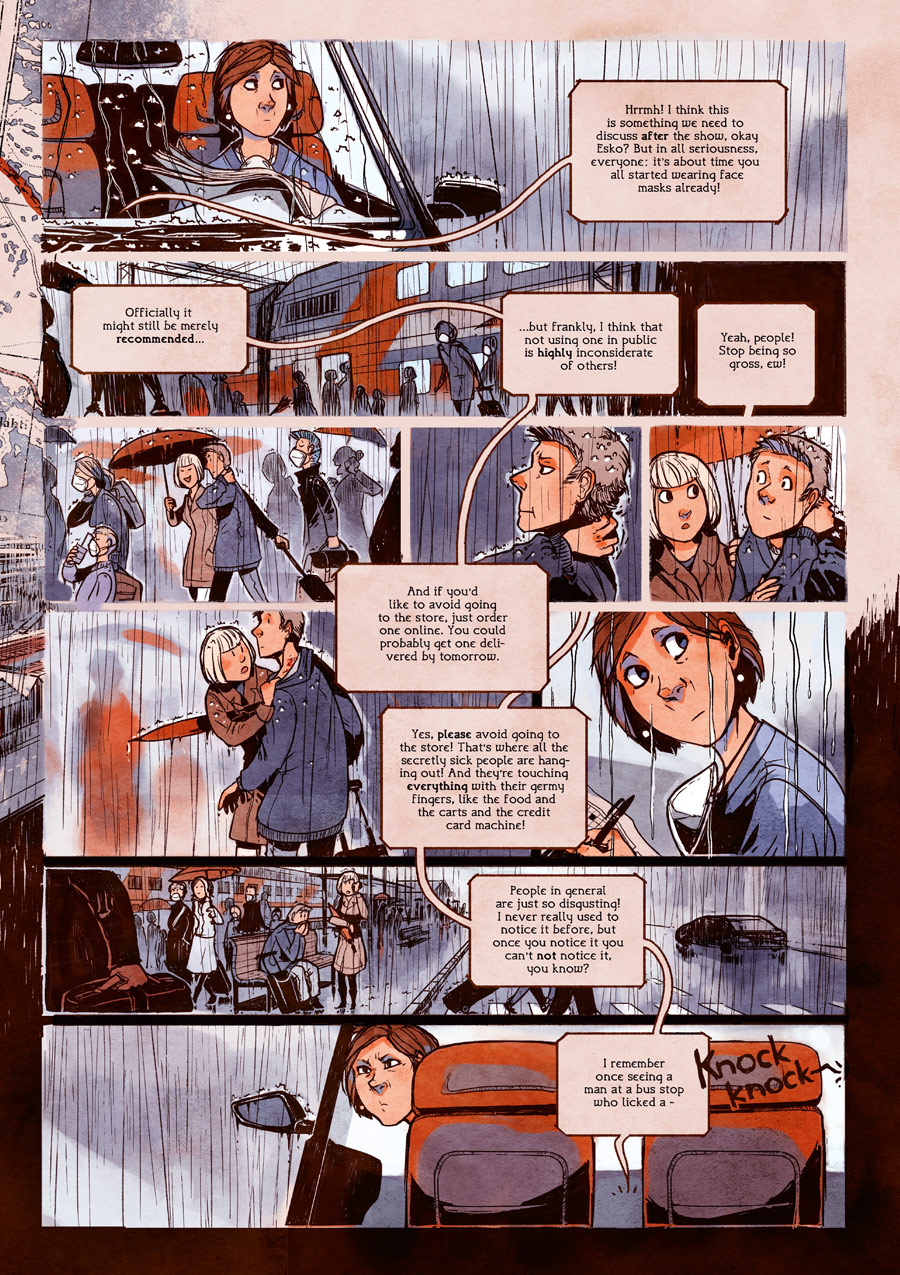 Hrrmh! I think this
is something we need to
discuss after the show, okay
Esko? But in all seriousness,
everyone: it's about time you
all started wearing face
masks already!
Officially it
might still be merely
recommended...
...but frankly, I think that
not using one in public
is highly inconsiderate
of others!
Yeah, people!
Stop being so
gross, ew!
And if you'd
like to avoid going
to the store, just order
one online. You could
probably get one deli-
vered by tomorrow.
Yes, please avoid going to
the store! That's where all the
secretly sick people are hang-
ing out! And they're touching
everything with their germy
fingers, like the food and
the carts and the credit
card machine!
People in general
are just so disgusting!
I never really used to
notice it before, but
once you notice it you
can't not notice it,
you know?
I remember
once seeing a
man at a bus stop
who licked a -
Knock
knock~